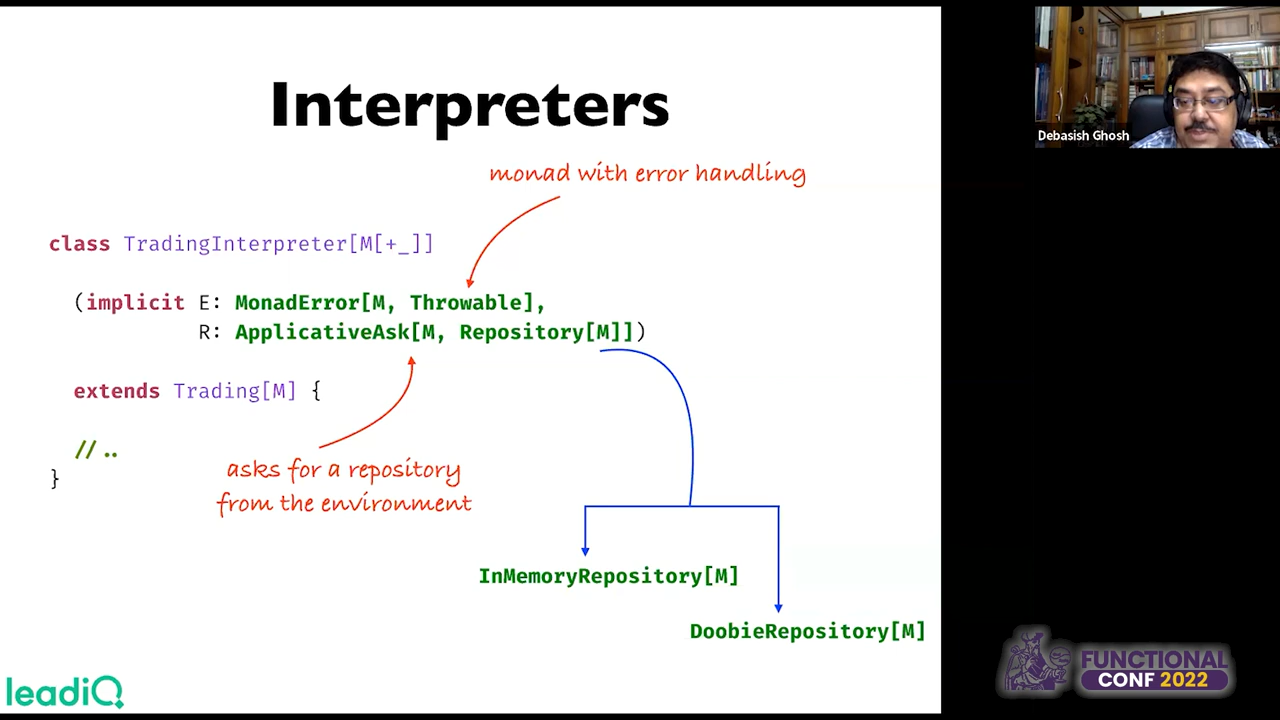 Interpreters
monad with error handling
class TradingInterpreter[M[+_]]
(implicit E: MonadError[M, Throwable],
R: ApplicativeAsk[M, Repository[M]])
extends Trading[M] {
// ..
}
asks for a repository
from the environment
InMemoryRepository[M]
DoobieRepository[M]
leadiQ
Debasish Ghosh
FUNCTIONAL
CONF 2022